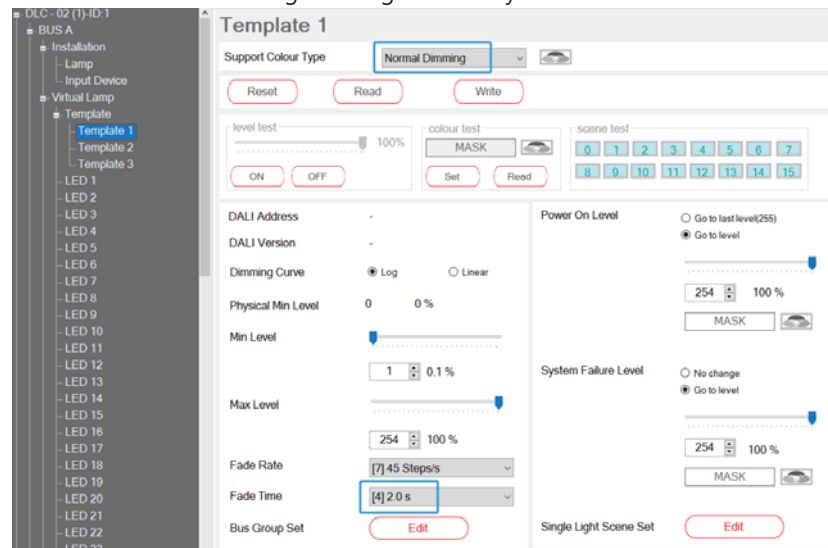 DLC - 02 (1)-ID:1
BUS A
Installation
Lamp
Input Device
Virtual Lamp
Template
Template 1
Template 2
Template 3
LED 1
LED 2
LED 3
LED 4
LED 5
LED 6
LED 7
LED 8
LED 9
LED 10
LED 11
LED 12
LED 13
LED 14
LED 15
LED 16
LED 17
LED 18
LED 19
LED 20
LED 21
LED 22
Template 1
Support Colour Type Normal Dimming
Reset Read Write
level test colour test scene test
100% MASK 0 1 2 3 4 5 6 7
ON OFF Set Read 8 9 10 11 12 13 14 15
DALI Address -
DALI Version -
Dimming Curve Log Linear
Physical Min Level 0 0 %
Min Level
1 0.1 %
Max Level
254 100 %
Fade Rate [7] 45 Steps/s
Fade Time [4] 2.0 s
Bus Group Set Edit
Power On Level Go to last level(255)
Go to level
254 100 %
MASK
System Failure Level No change
Go to level
254 100 %
MASK
Single Light Scene Set Edit